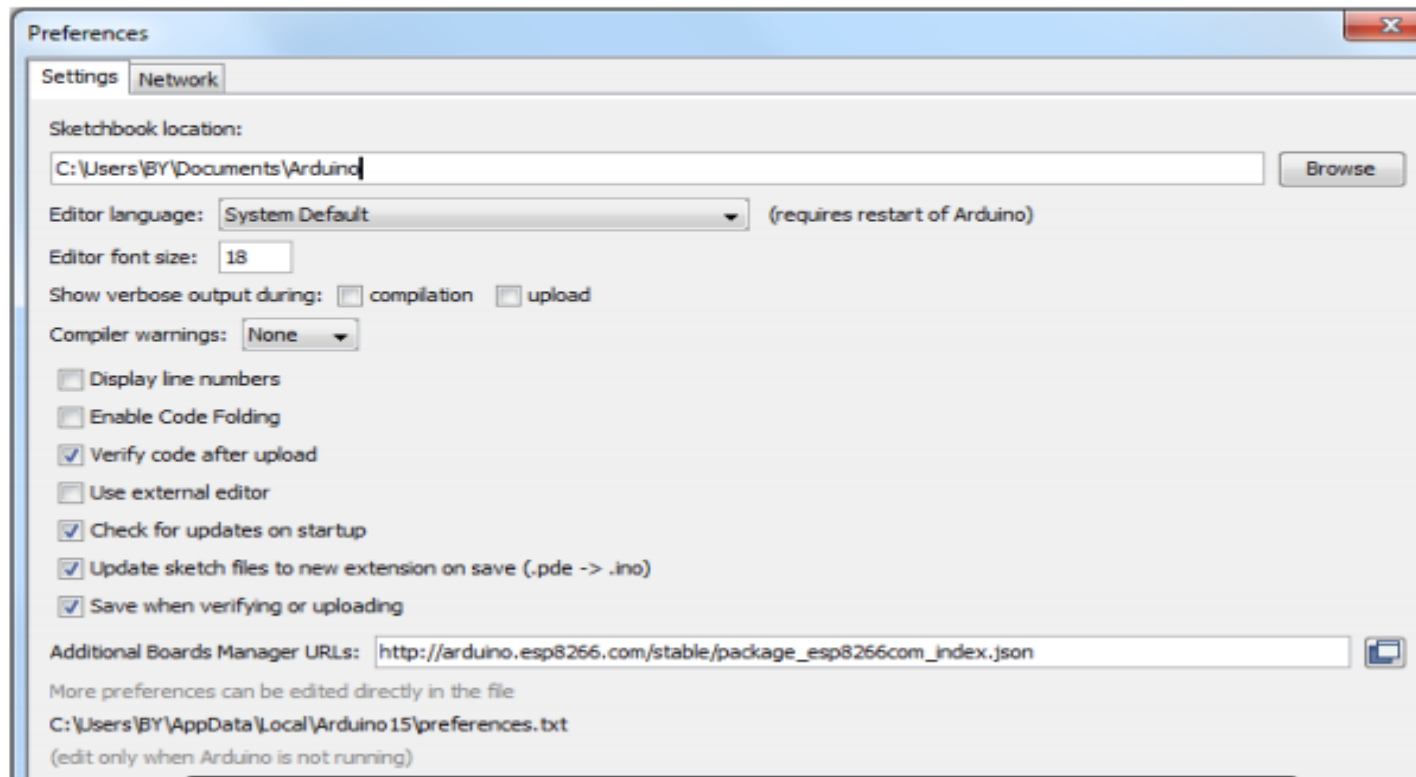 Preferences
Settings Network
Sketchbook location:
C:\Users\BY\Documents\Arduino Browse
Editor language: System Default (requires restart of Arduino)
Editor font size: 18
Show verbose output during: compilation upload
Compiler warnings: None
Display line numbers
Enable Code Folding
Verify code after upload
Use external editor
Check for updates on startup
Update sketch files to new extension on save (.pde -> .ino)
Save when verifying or uploading
Additional Boards Manager URLs: http://arduino.esp8266.com/stable/package_esp8266com_index.json
More preferences can be edited directly in the file
C:\Users\BY\AppData\Local\Arduino15\preferences.txt
(edit only when Arduino is not running)